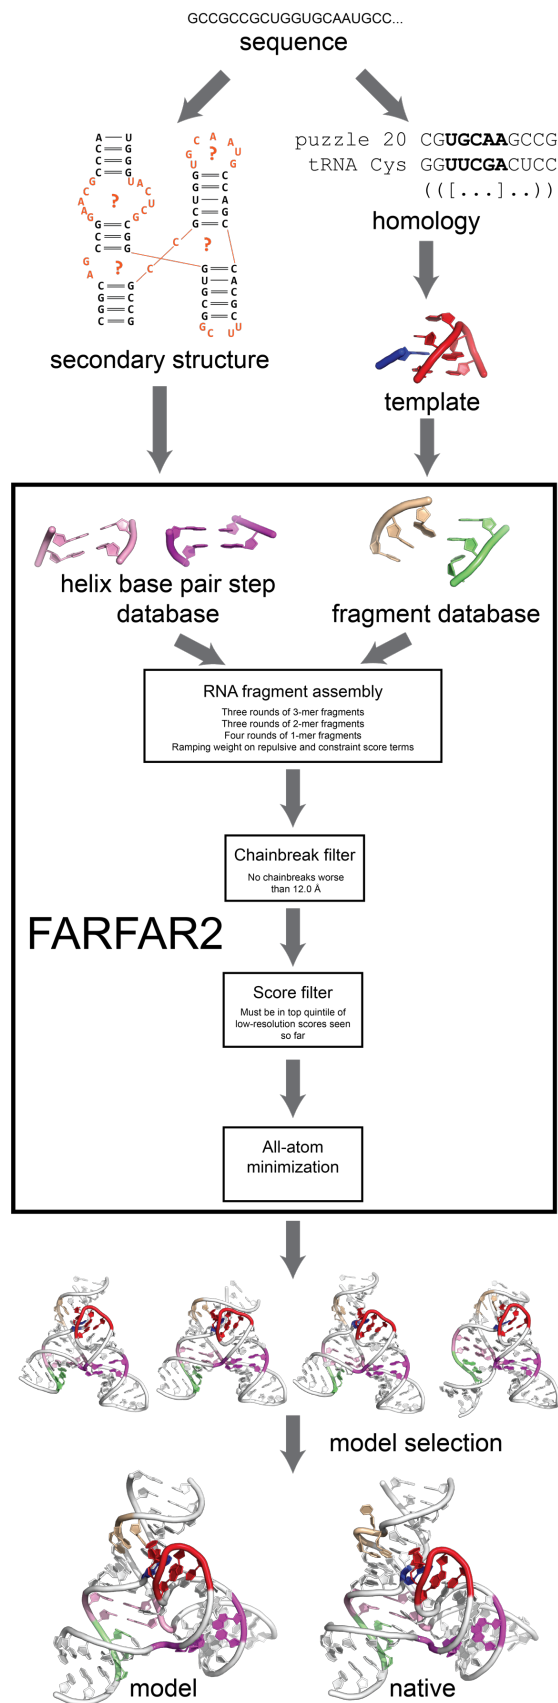 GCCGCCGCUGGUGCAAUGCC...
sequence
puzzle 20 CGUGCAAGCCG
tRNA Cys GGUUCGACUCC
(([...]..))
homology
?
?
?
?
secondary structure
template
helix base pair step
database
fragment database
RNA fragment assembly
Three rounds of 3-mer fragments
Three rounds of 2-mer fragments
Four rounds of 1-mer fragments
Ramping weight on repulsive and constraint score terms
Chainbreak filter
No chainbreaks worse
than 12.0 Å
FARFAR2
Score filter
Must be in top quintile of
low-resolution scores seen
so far
All-atom
minimization
model selection
model
native